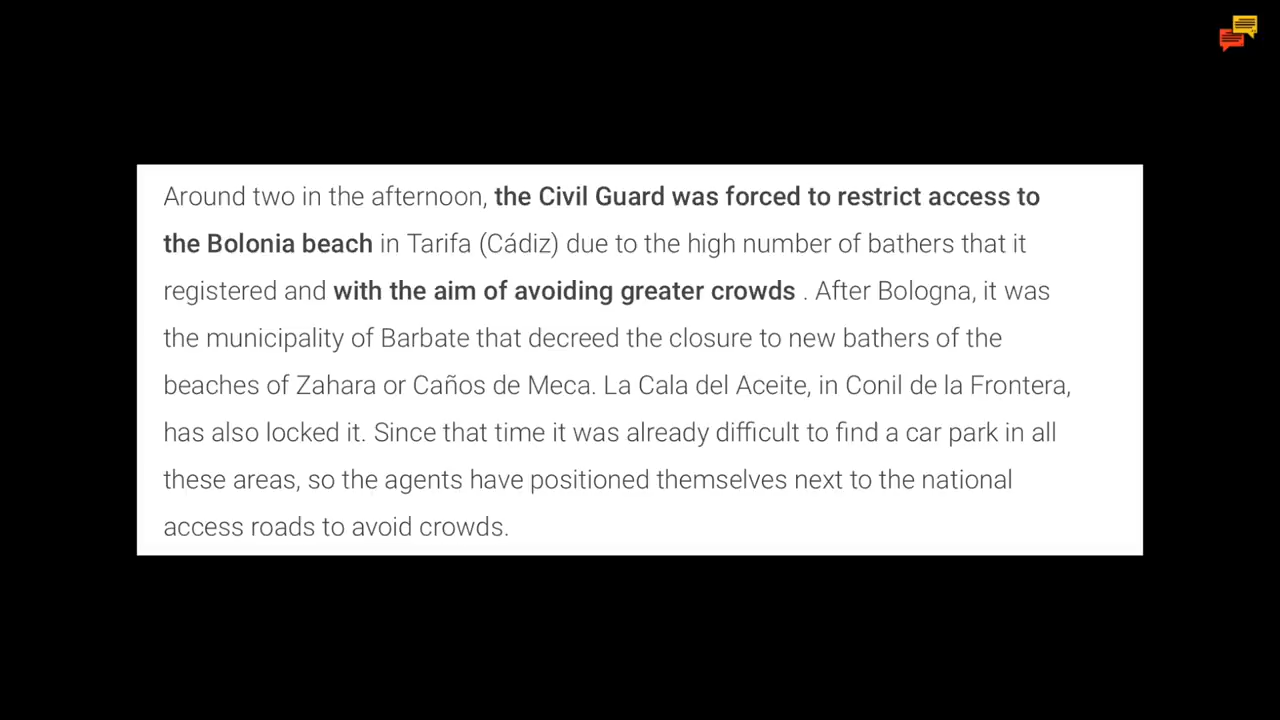 Around two in the afternoon, the Civil Guard was forced to restrict access to
the Bolonia beach in Tarifa (Cádiz) due to the high number of bathers that it
registered and with the aim of avoiding greater crowds . After Bologna, it was
the municipality of Barbate that decreed the closure to new bathers of the
beaches of Zahara or Caños de Meca. La Cala del Aceite, in Conil de la Frontera,
has also locked it. Since that time it was already difficult to find a car park in all
these areas, so the agents have positioned themselves next to the national
access roads to avoid crowds.